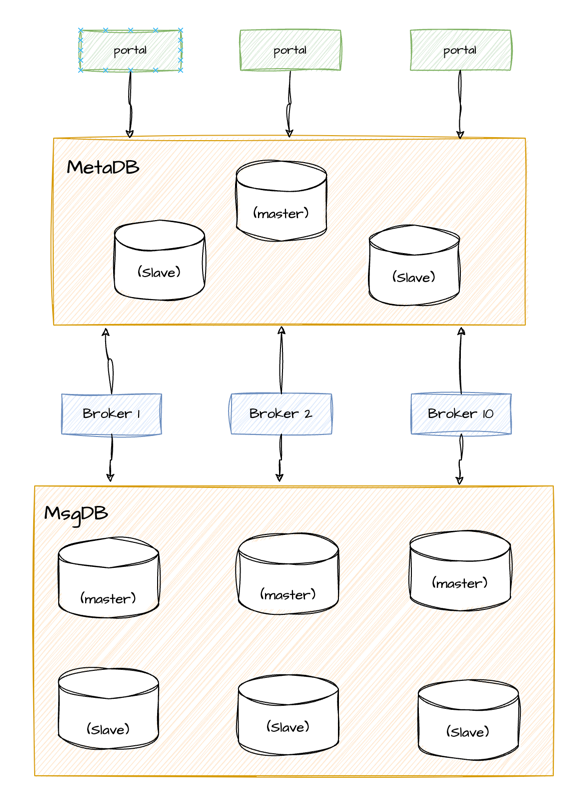 portal
portal
portal
MetaDB
(master)
(Slave)
(Slave)
Broker 1
Broker 2
Broker 10
MsgDB
(master)
(master)
(master)
(Slave)
(Slave)
(Slave)